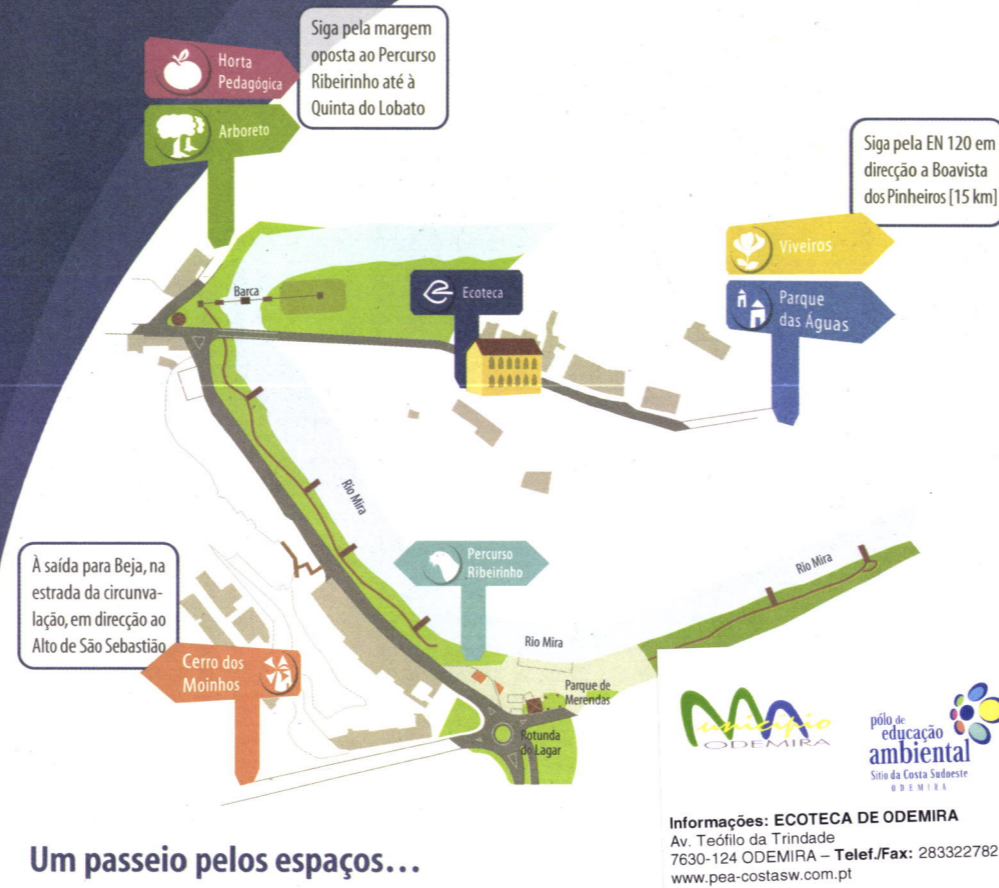 Siga pela margem
oposta ao Percurso
Ribeirinho até à
Quinta do Lobato
Horta
Pedagógica
Arboreto
Siga pela EN 120 em
direcção a Boavista
dos Pinheiros [15 km]
Viveiros
Parque
das Águas
Barca
Ecoteca
Rio Mira
Percurso
Ribeirinho
Rio Mira
À saída para Beja, na
estrada da circunva-
lação, em direcção ao
Alto de São Sebastião
Cerro dos
Moinhos
Rio Mira
Parque de
Merendas
Rotunda
do Lagar
Município
ODEMIRA
pólo de
educação
ambiental
Sítio da Costa Sudoeste
ODEMIRA
Informações: ECOTECA DE ODEMIRA
Av. Teófilo da Trindade
7630-124 ODEMIRA – Telef./Fax: 283322782
www.pea-costasw.com.pt
Um passeio pelos espaços...